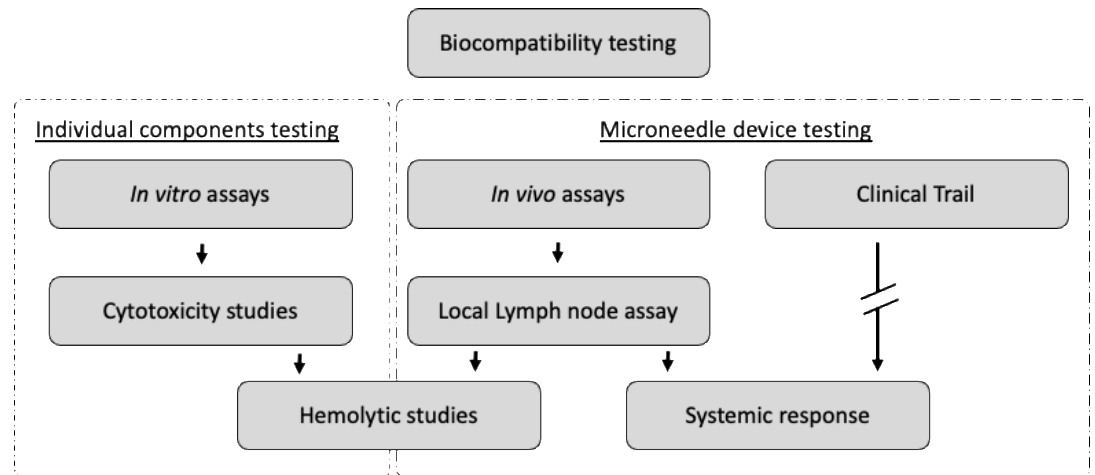 Biocompatibility testing
Individual components testing
Microneedle device testing
In vitro assays
In vivo assays
Clinical Trail
Cytotoxicity studies
Local Lymph node assay
Hemolytic studies
Systemic response